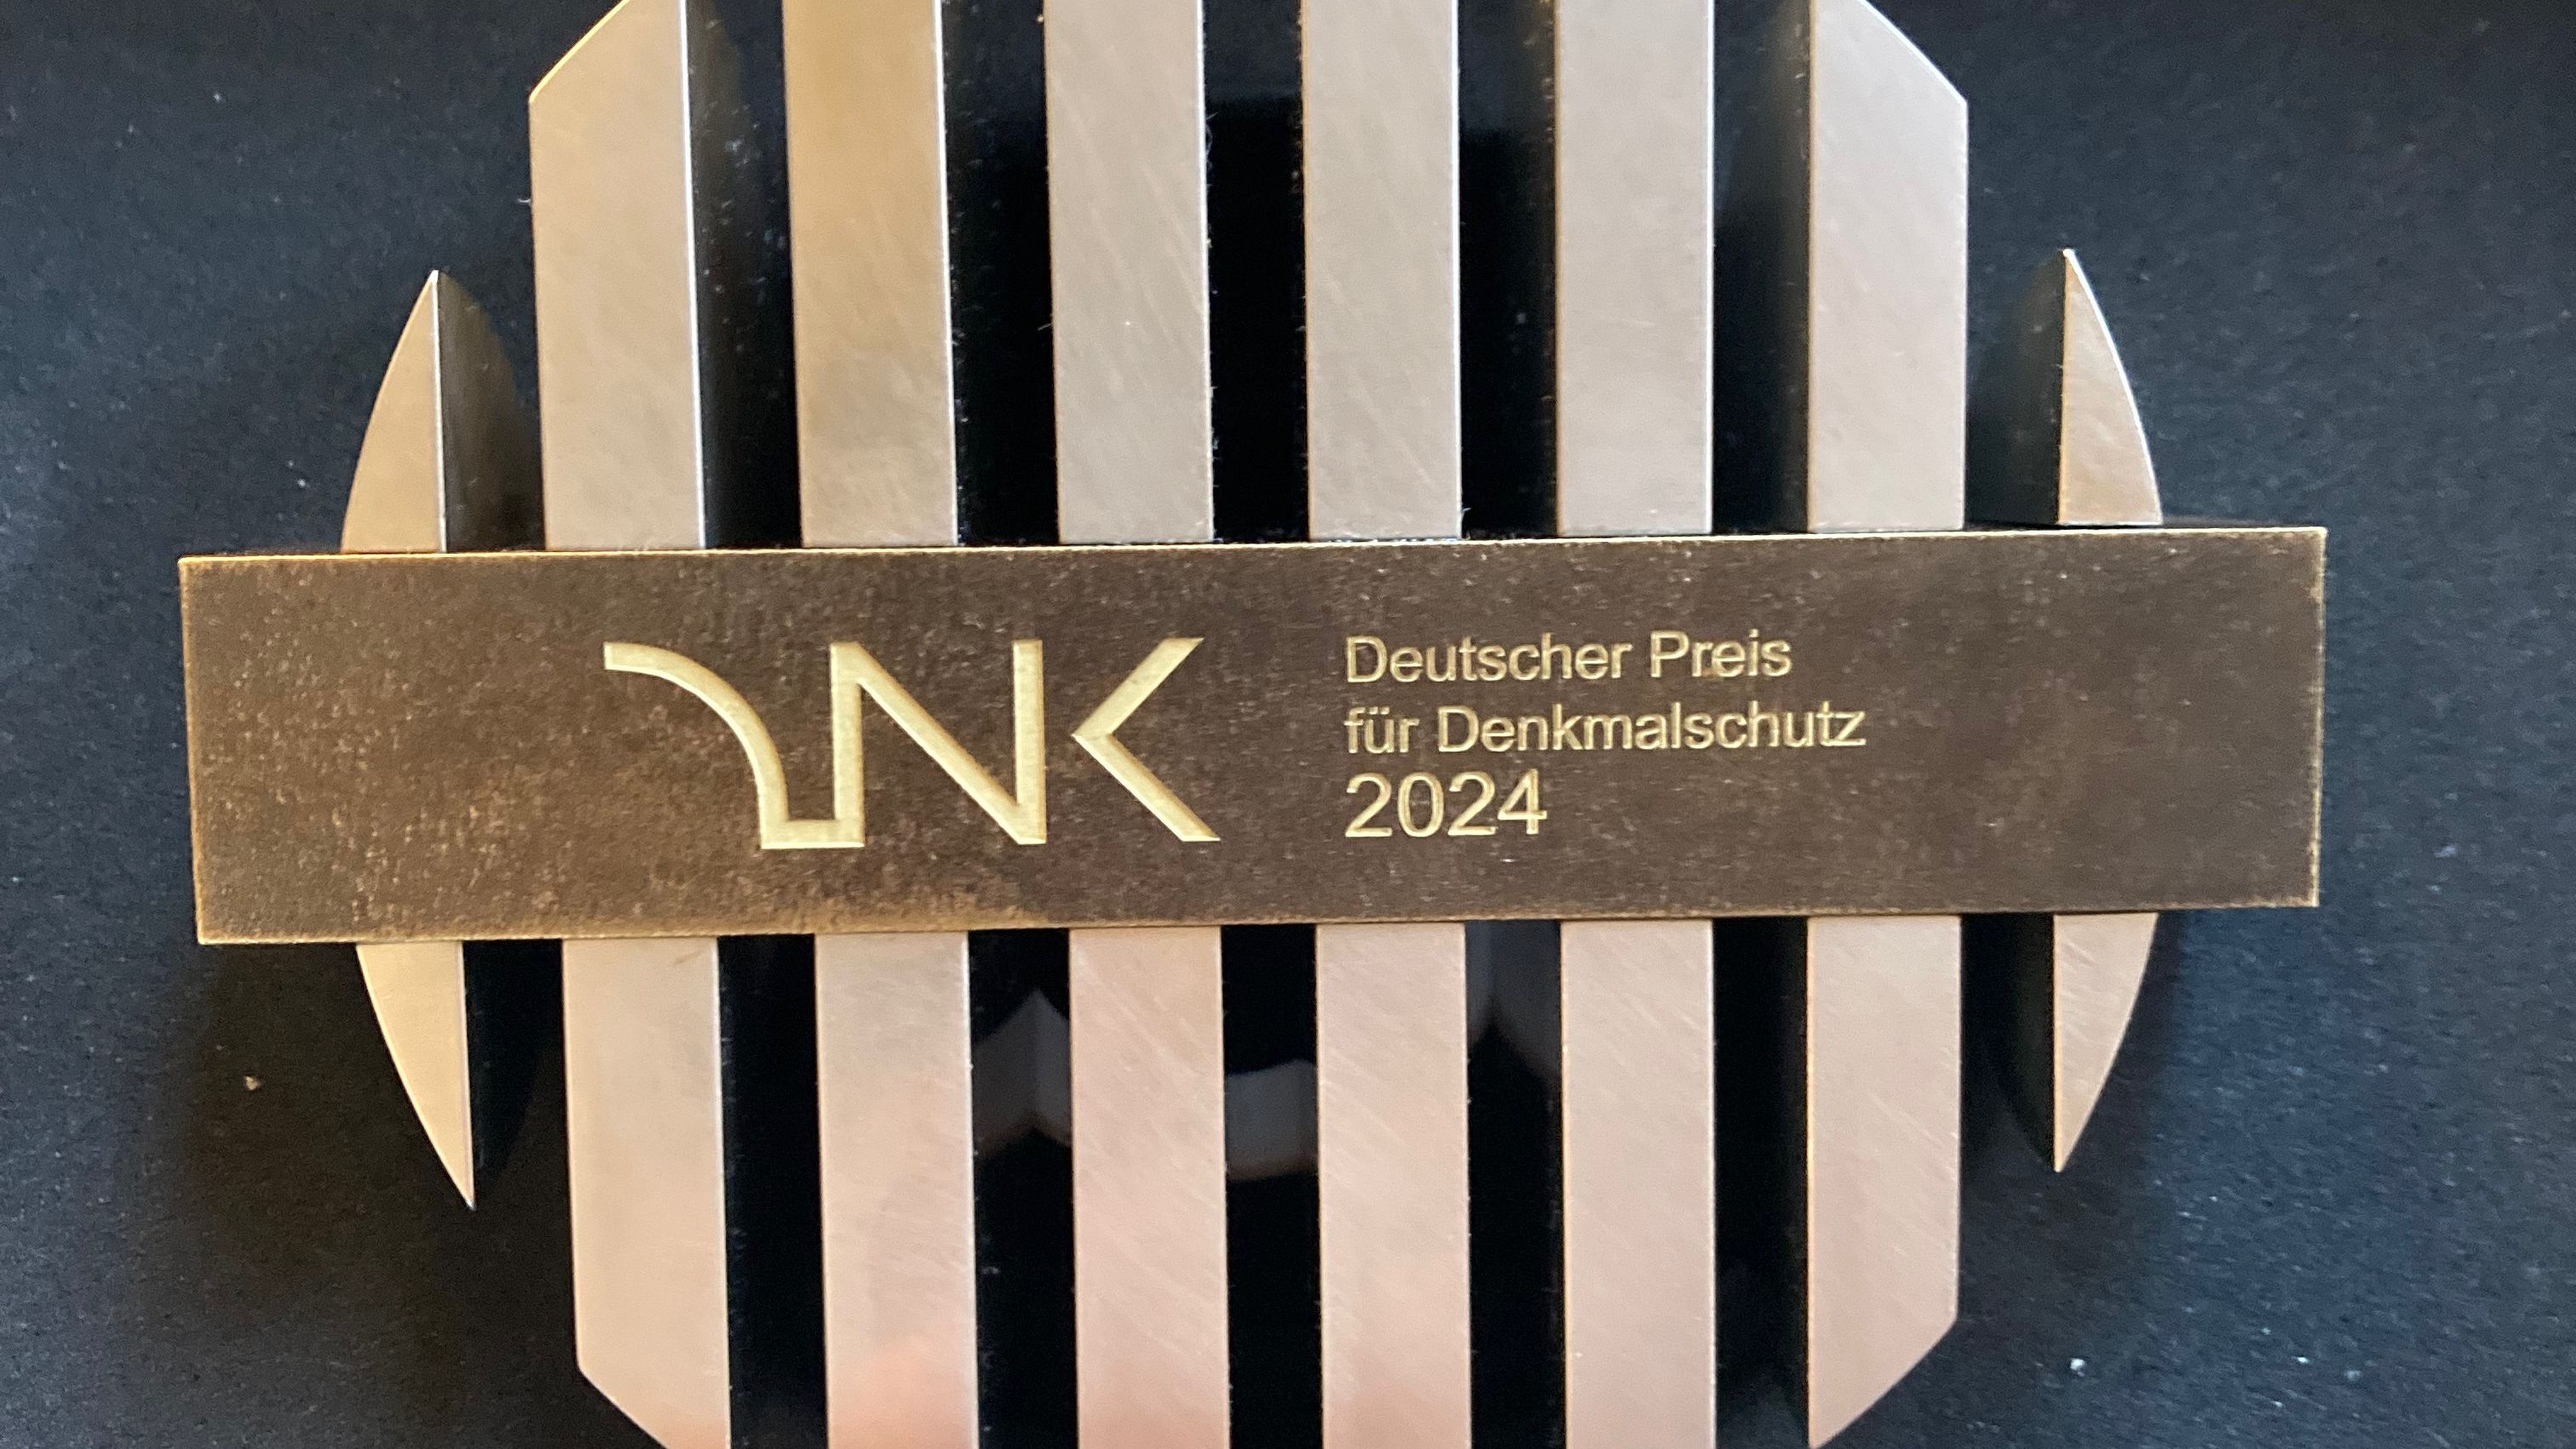 DNK
Deutscher Preis
für Denkmalschutz
2024